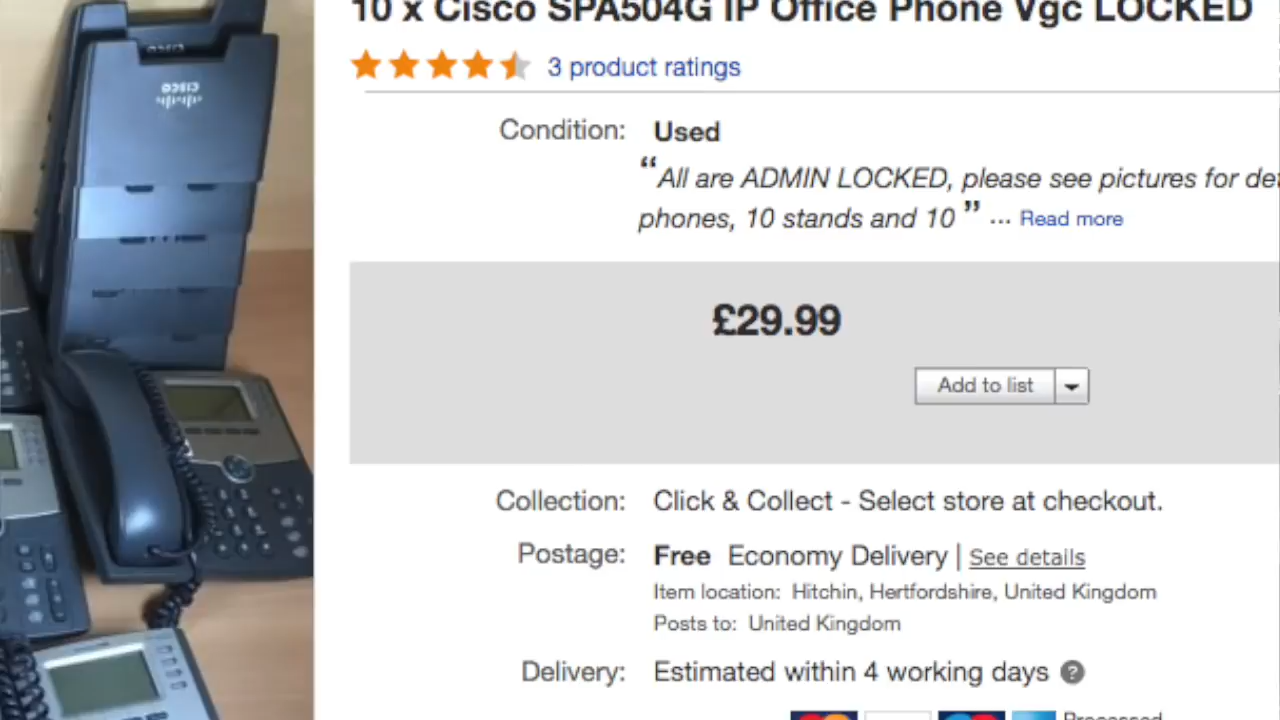 10 x Cisco SPA504G IP Office Phone Vgc LOCKED
3 product ratings
Condition: Used
“All are ADMIN LOCKED, please see pictures for det
phones, 10 stands and 10 ” ... Read more
£29.99
Add to list
Collection: Click & Collect - Select store at checkout.
Postage: Free Economy Delivery | See details
Item location: Hitchin, Hertfordshire, United Kingdom
Posts to: United Kingdom
Delivery: Estimated within 4 working days ?
Processed
CISCO
CISCO